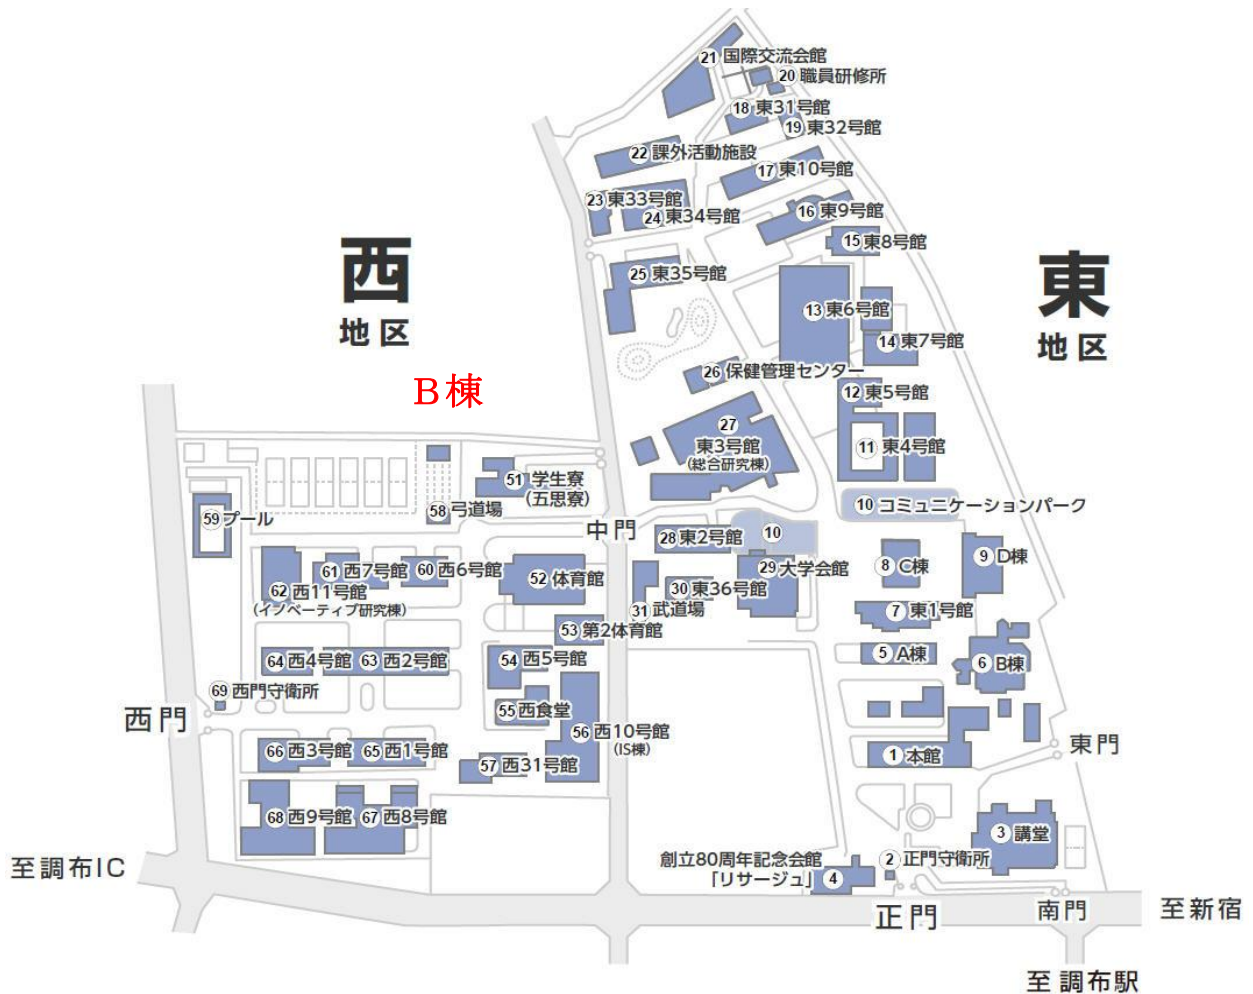 21 国際交流会館
20 職員研修所
18 東31号館
19 東32号館
22 課外活動施設
17 東10号館
23 東33号館
24 東34号館
16 東9号館
15 東8号館
西
地区
25 東35号館
東
地区
13 東6号館
14 東7号館
26 保健管理センター
B棟
12 東5号館
27
東3号館
(総合研究棟)
11 東4号館
51 学生寮
(五思寮)
10 コミュニケーションパーク
58 弓道場
59 プール
中門
28 東2号館
10
9 D棟
8 C棟
29 大学会館
61 西7号館
60 西6号館
52 体育館
62 西11号館
(イノベーティブ研究棟)
30 東36号館
31 武道場
7 東1号館
53 第2体育館
5 A棟
6 B棟
64 西4号館
63 西2号館
54 西5号館
69 西門守衛所
西門
55 西食堂
56 西10号館
(IS棟)
66 西3号館
65 西1号館
57 西31号館
1 本館
東門
68 西9号館
67 西8号館
3 講堂
至調布IC
創立80周年記念会館
「リサージュ」 4
2 正門守衛所
正門
南門
至新宿
至調布駅